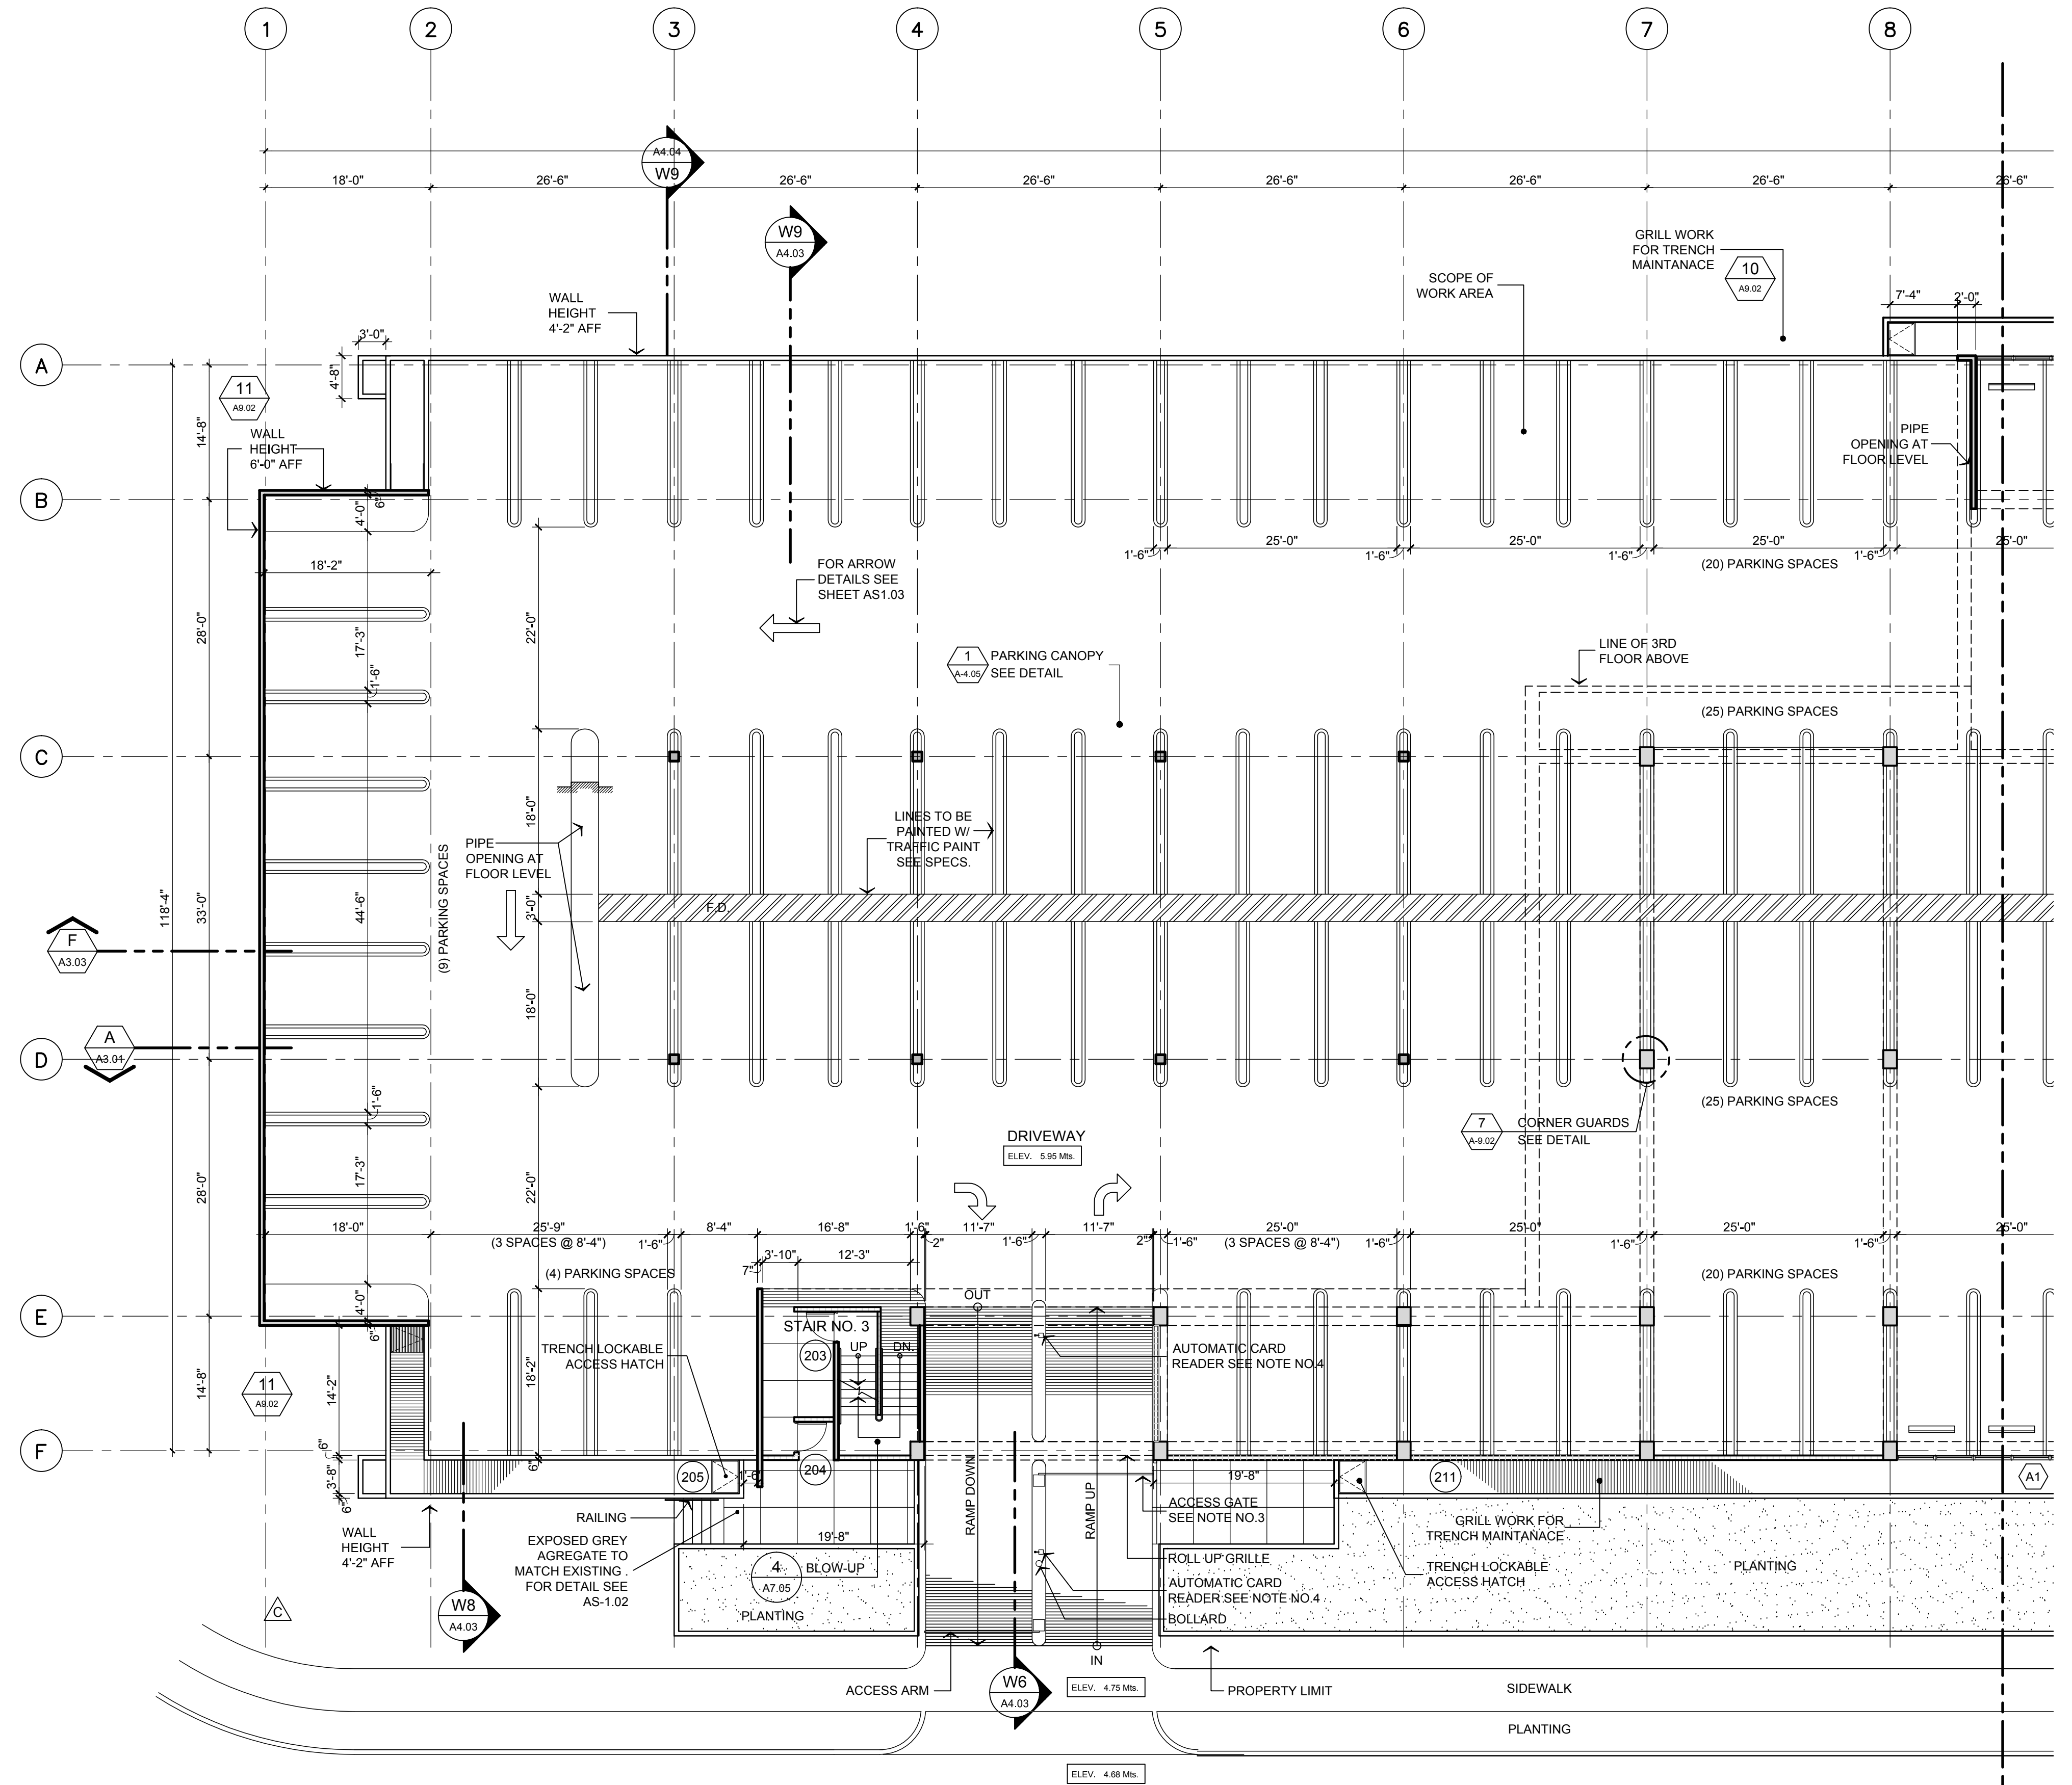 1
2
3
4
5
6
7
8
A4.04
W9
18'-0"
26'-6"
26'-6"
26'-6"
26'-6"
26'-6"
26'-6"
26'-6"
W9
A4.03
GRILL WORK
FOR TRENCH
MAINTANACE
10
A9.02
SCOPE OF
WORK AREA
WALL
HEIGHT
4'-2" AFF
7'-4"
2'-0"
3'-0"
4'-8"
A
11
A9.02
14'-8"
WALL
HEIGHT
6'-0" AFF
PIPE
OPENING AT
FLOOR LEVEL
B
6"
4'-0"
18'-2"
1'-6"
25'-0"
1'-6"
25'-0"
1'-6"
25'-0"
1'-6"
25'-0"
(20) PARKING SPACES
FOR ARROW
DETAILS SEE
SHEET AS1.03
28'-0"
17'-3"
22'-0"
1'-6"
1
A-4.05
PARKING CANOPY
SEE DETAIL
LINE OF 3RD
FLOOR ABOVE
(25) PARKING SPACES
C
18'-0"
LINES TO BE
PAINTED W/
TRAFFIC PAINT
SEE SPECS.
PIPE
OPENING AT
FLOOR LEVEL
118'-4"
33'-0"
44'-6"
(9) PARKING SPACES
3'-0"
F.D.
F
A3.03
18'-0"
A
A3.01
D
1'-6"
(25) PARKING SPACES
7
A-9.02
CORNER GUARDS
SEE DETAIL
DRIVEWAY
ELEV. 5.95 Mts.
28'-0"
17'-3"
22'-0"
18'-0"
25'-9"
(3 SPACES @ 8'-4")
1'-6"
8'-4"
16'-8"
1'-6"
2"
11'-7"
1'-6"
11'-7"
2"
1'-6"
25'-0"
(3 SPACES @ 8'-4")
1'-6"
25'-0"
1'-6"
25'-0"
1'-6"
25'-0"
3'-10"
12'-3"
7"
(4) PARKING SPACES
(20) PARKING SPACES
E
4'-0"
6"
OUT
STAIR NO. 3
203
UP
DN.
TRENCH LOCKABLE
ACCESS HATCH
AUTOMATIC CARD
READER SEE NOTE NO.4
11
A9.02
14'-8"
14'-2"
18'-2"
F
6"
6"
3'-8"
6"
205
1'-6"
204
RAMP DOWN
RAMP UP
19'-8"
211
A1
RAILING
ACCESS GATE
SEE NOTE NO.3
GRILL WORK FOR
TRENCH MAINTANACE
WALL
HEIGHT
4'-2" AFF
EXPOSED GREY
AGREGATE TO
MATCH EXISTING .
FOR DETAIL SEE
AS-1.02
19'-8"
4
A7.05
BLOW-UP
ROLL UP GRILLE
TRENCH LOCKABLE
ACCESS HATCH
PLANTING
AUTOMATIC CARD
READER SEE NOTE NO.4
BOLLARD
C
W8
A4.03
PLANTING
IN
ACCESS ARM
W6
A4.03
ELEV. 4.75 Mts.
PROPERTY LIMIT
SIDEWALK
PLANTING
ELEV. 4.68 Mts.